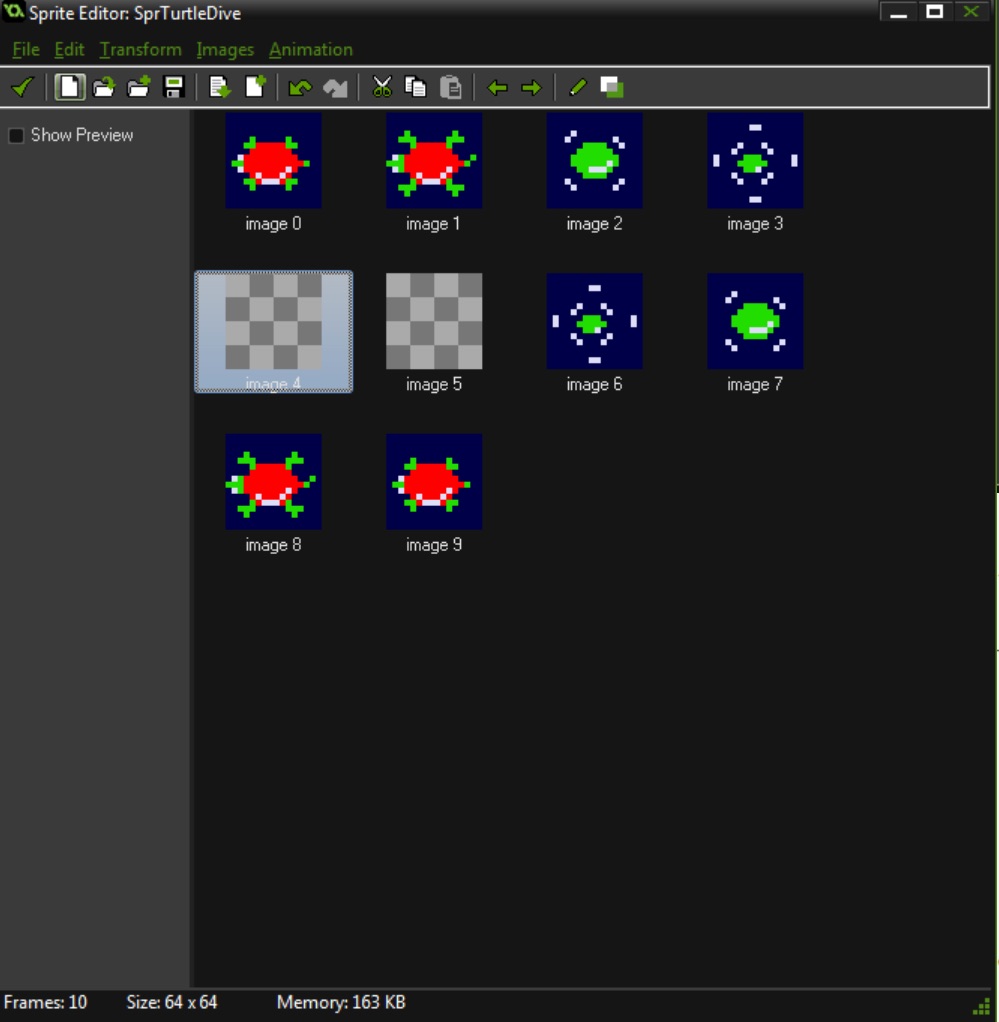 Sprite Editor: SprTurtleDive
File Edit Transform Images Animation
Show Preview
image 0 image 1 image 2 image 3
image 4 image 5 image 6 image 7
image 8 image 9
Frames: 10 Size: 64 x 64 Memory: 163 KB